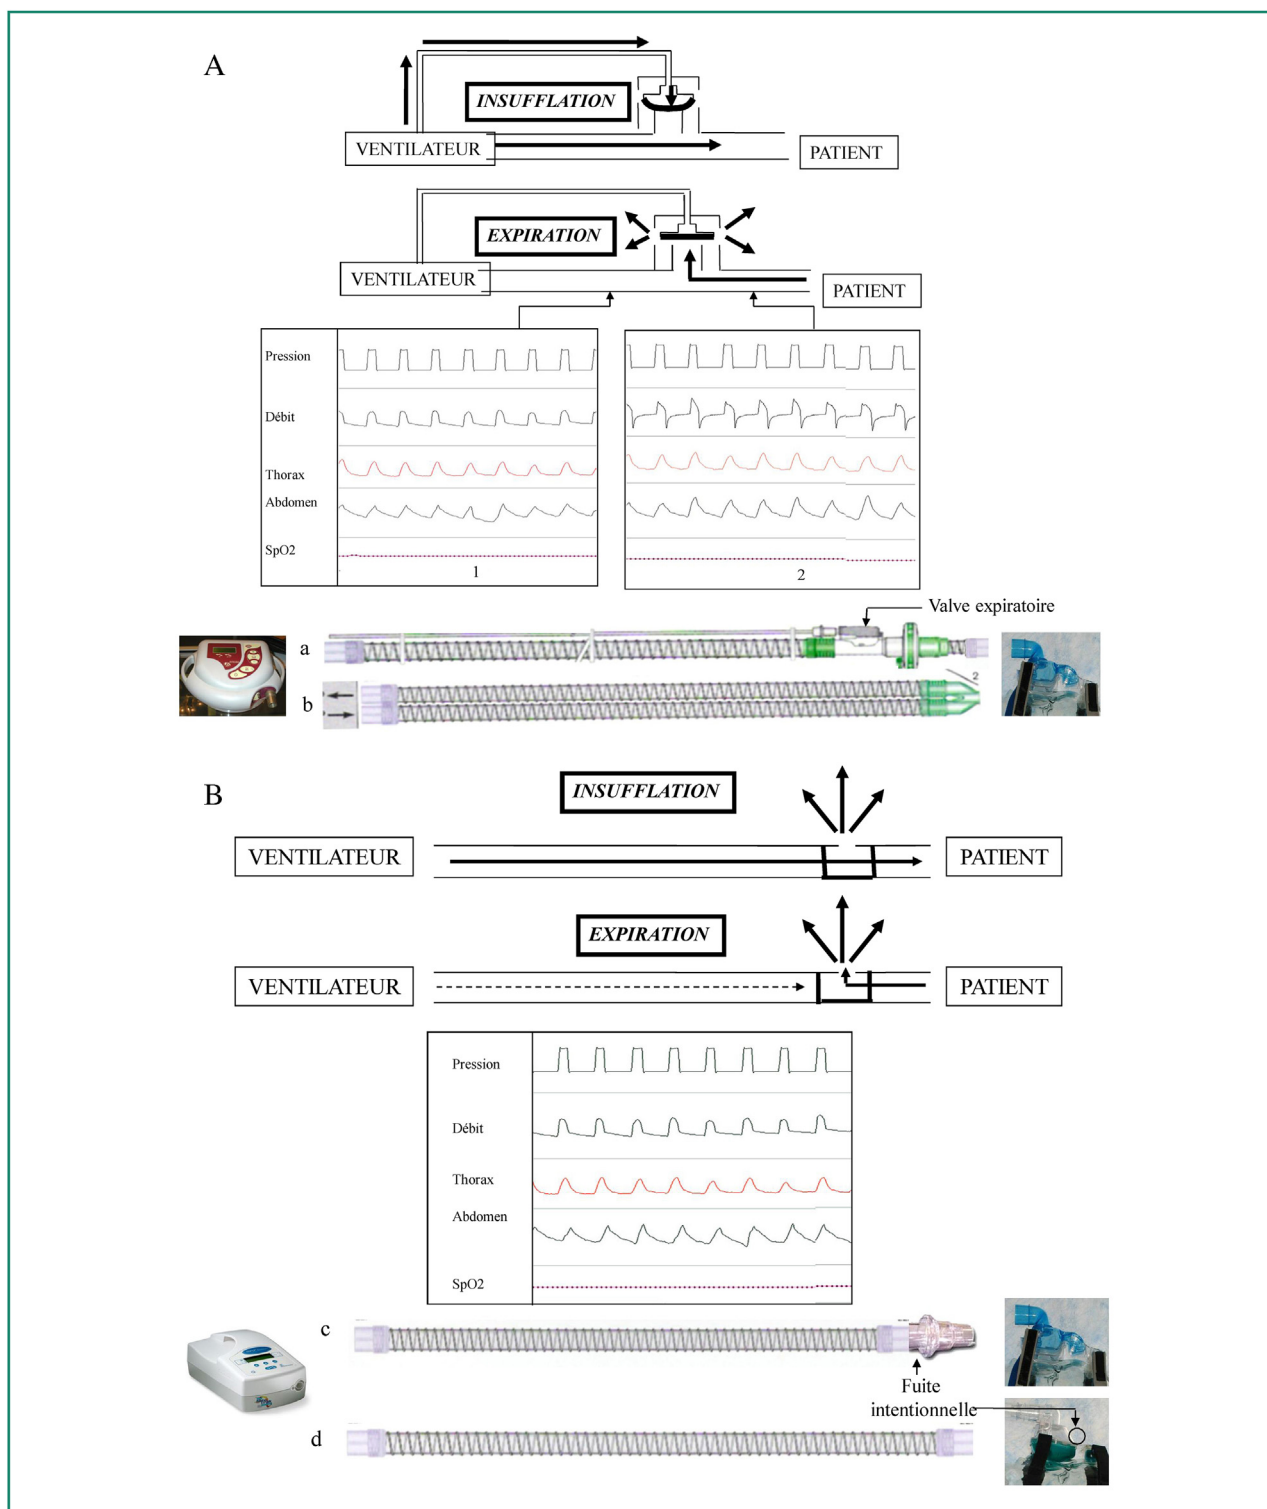 A
INSUFFLATION
VENTILATEUR
PATIENT
EXPIRATION
VENTILATEUR
PATIENT
Pression
Débit
Thorax
Abdomen
SpO2
1
2
Valve expiratoire
a
b
2
B
INSUFFLATION
VENTILATEUR
PATIENT
EXPIRATION
VENTILATEUR
PATIENT
Pression
Débit
Thorax
Abdomen
SpO2
c
Fuite
intentionnelle
d